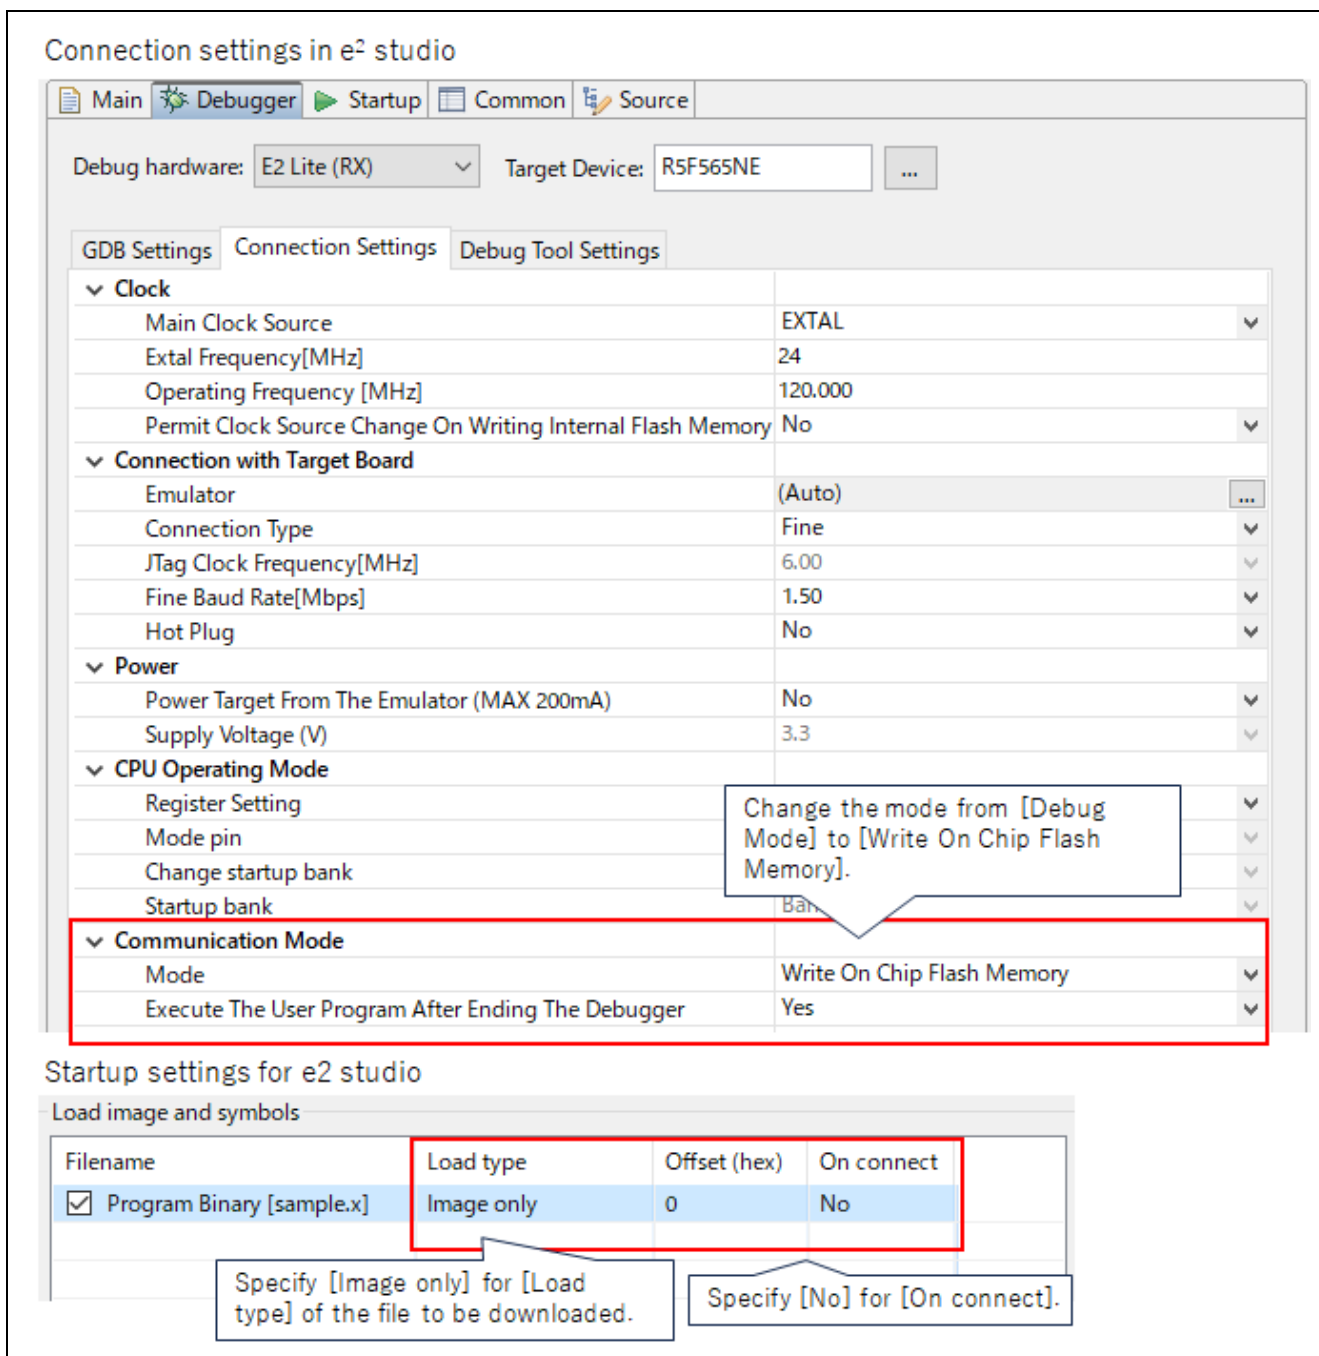 Connection settings in e² studio
Main Debugger Startup Common Source
Debug hardware: E2 Lite (RX) Target Device: R5F565NE ...
GDB Settings Connection Settings Debug Tool Settings
Clock
Main Clock Source EXTAL
Extal Frequency[MHz] 24
Operating Frequency [MHz] 120.000
Permit Clock Source Change On Writing Internal Flash Memory No
Connection with Target Board
Emulator (Auto) ...
Connection Type Fine
JTag Clock Frequency[MHz] 6.00
Fine Baud Rate[Mbps] 1.50
Hot Plug No
Power
Power Target From The Emulator (MAX 200mA) No
Supply Voltage (V) 3.3
CPU Operating Mode
Register Setting
Mode pin
Change startup bank
Startup bank
Change the mode from [Debug
Mode] to [Write On Chip Flash
Memory].
Communication Mode
Mode Write On Chip Flash Memory
Execute The User Program After Ending The Debugger Yes
Startup settings for e2 studio
Load image and symbols
Filename Load type Offset (hex) On connect
Program Binary [sample.x] Image only 0 No
Specify [Image only] for [Load
type] of the file to be downloaded.
Specify [No] for [On connect].